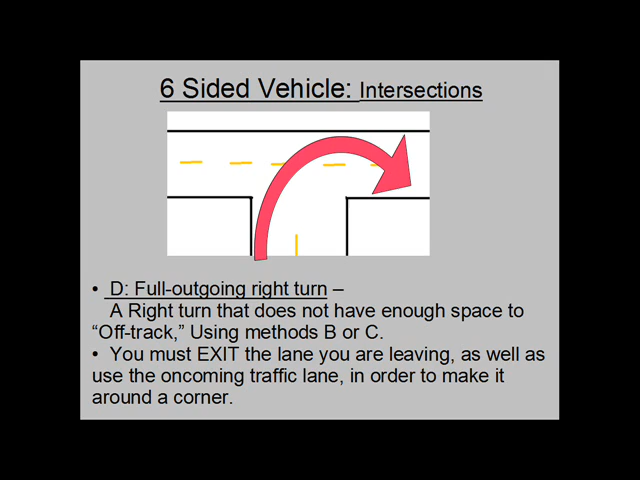 6 Sided Vehicle: Intersections
• D: Full-outgoing right turn –
A Right turn that does not have enough space to
“Off-track,” Using methods B or C.
• You must EXIT the lane you are leaving, as well as
use the oncoming traffic lane, in order to make it
around a corner.